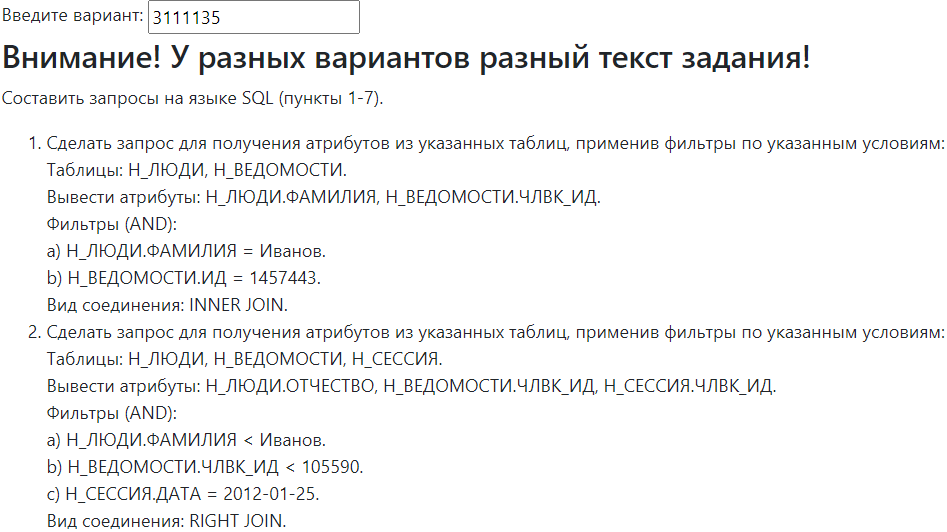 Введите вариант: 3111135
Внимание! У разных вариантов разный текст задания!
Составить запросы на языке SQL (пункты 1-7).
1. Сделать запрос для получения атрибутов из указанных таблиц, применив фильтры по указанным условиям:
Таблицы: Н_ЛЮДИ, Н_ВЕДОМОСТИ.
Вывести атрибуты: Н_ЛЮДИ.ФАМИЛИЯ, Н_ВЕДОМОСТИ.ЧЛВК_ИД.
Фильтры (AND):
a) Н_ЛЮДИ.ФАМИЛИЯ = Иванов.
b) Н_ВЕДОМОСТИ.ИД = 1457443.
Вид соединения: INNER JOIN.
2. Сделать запрос для получения атрибутов из указанных таблиц, применив фильтры по указанным условиям:
Таблицы: Н_ЛЮДИ, Н_ВЕДОМОСТИ, Н_СЕССИЯ.
Вывести атрибуты: Н_ЛЮДИ.ОТЧЕСТВО, Н_ВЕДОМОСТИ.ЧЛВК_ИД, Н_СЕССИЯ.ЧЛВК_ИД.
Фильтры (AND):
a) Н_ЛЮДИ.ФАМИЛИЯ < Иванов.
b) Н_ВЕДОМОСТИ.ЧЛВК_ИД < 105590.
c) Н_СЕССИЯ.ДАТА = 2012-01-25.
Вид соединения: RIGHT JOIN.